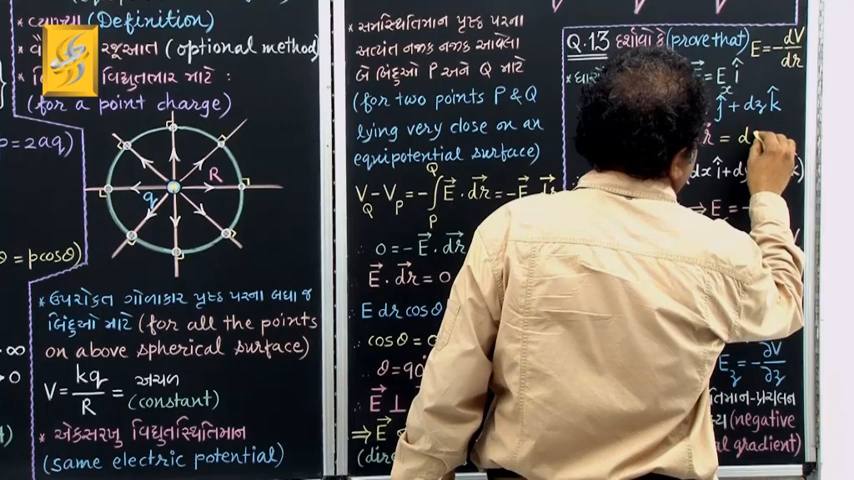 * વ્યાખ્યા (Definition)
રજૂઆત (optional method)
વિદ્યુતભાર માટે :
(for a point charge)
p = 2aq)
R
q
θ = pcosθ)
∞
0
* ઉપરોક્ત ગોળાકાર પૃષ્ઠ પરના બધા જ
બિંદુઓ માટે (for all the points
on above spherical surface)
V = kq/R = અચળ
(constant)
* એકસરખુ વિદ્યુતસ્થિતિમાન
(same electric potential)
* સમસ્થિતિમાન પૃષ્ઠ પરના
અત્યંત નજીક નજીક આવેલા
બે બિંદુઓ P અને Q માટે
(for two points P & Q
lying very close on an
equipotential surface)
V_Q - V_P = -∫_P^Q E⃗ · dr⃗ = -E⃗ · dr⃗
∴ 0 = -E⃗ · dr⃗
E⃗ · dr⃗ = 0
∴ E dr cosθ
∴ cosθ = 0
θ = 90°
∴ E⃗ ⊥
⇒ E⃗
(dir
Q.13 દર્શાવો કે (prove that) E = -dV/dr
* ધારો
E⃗ = E î
x
ĵ + dz k̂
r⃗ = d
(dx î + dy
⇒ E = -
E_z = -∂V/∂z
સ્થિતિમાન-પ્રચલન
(negative
al gradient)